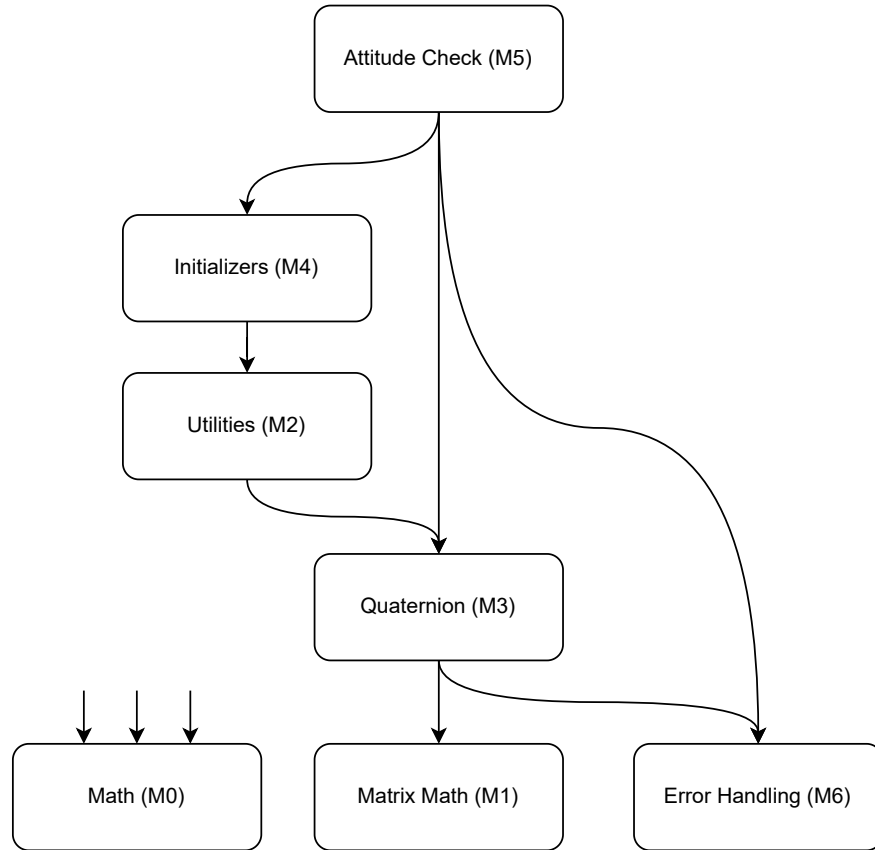 Attitude Check (M5)
Initializers (M4)
Utilities (M2)
Quaternion (M3)
Math (M0)
Matrix Math (M1)
Error Handling (M6)